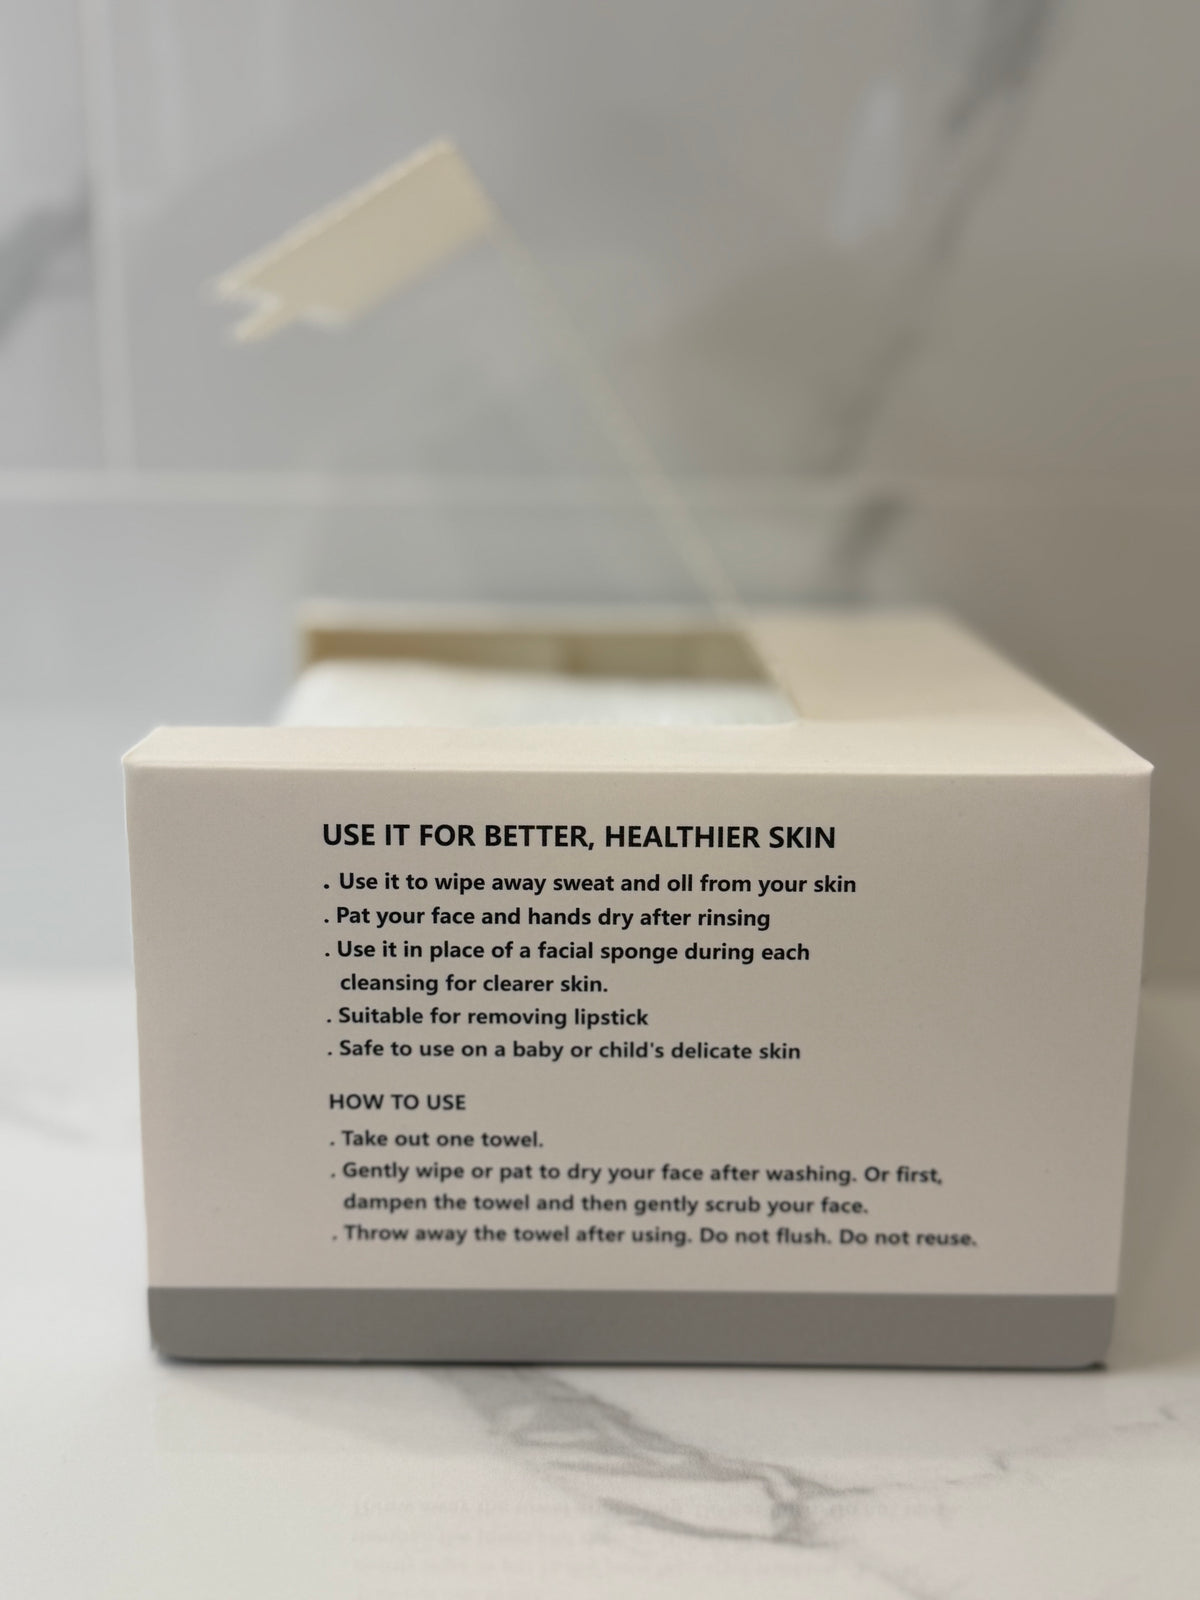 USE IT FOR BETTER, HEALTHIER SKIN
. Use it to wipe away sweat and oll from your skin
. Pat your face and hands dry after rinsing
. Use it in place of a facial sponge during each
cleansing for clearer skin.
. Suitable for removing lipstick
. Safe to use on a baby or child's delicate skin
HOW TO USE
. Take out one towel.
. Gently wipe or pat to dry your face after washing. Or first,
dampen the towel and then gently scrub your face.
. Throw away the towel after using. Do not flush. Do not reuse.